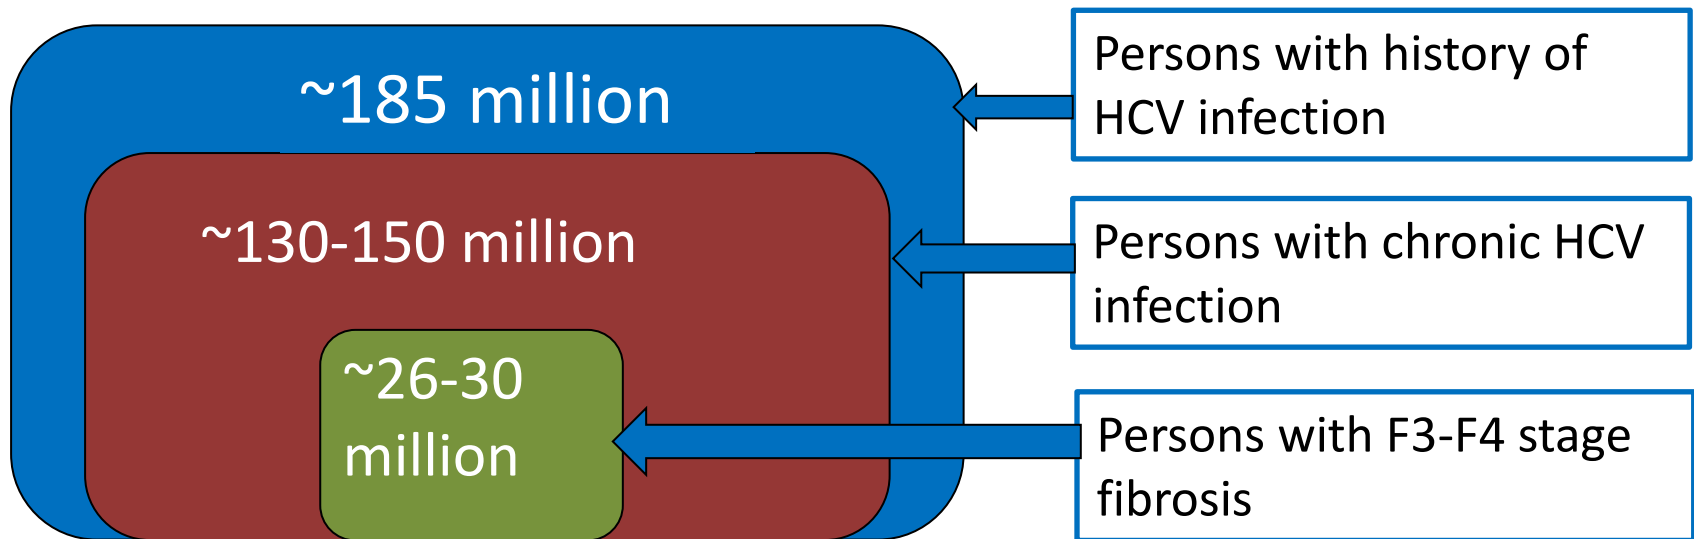 ~185 million
Persons with history of
HCV infection
~130-150 million
Persons with chronic HCV
infection
~26-30
million
Persons with F3-F4 stage
fibrosis